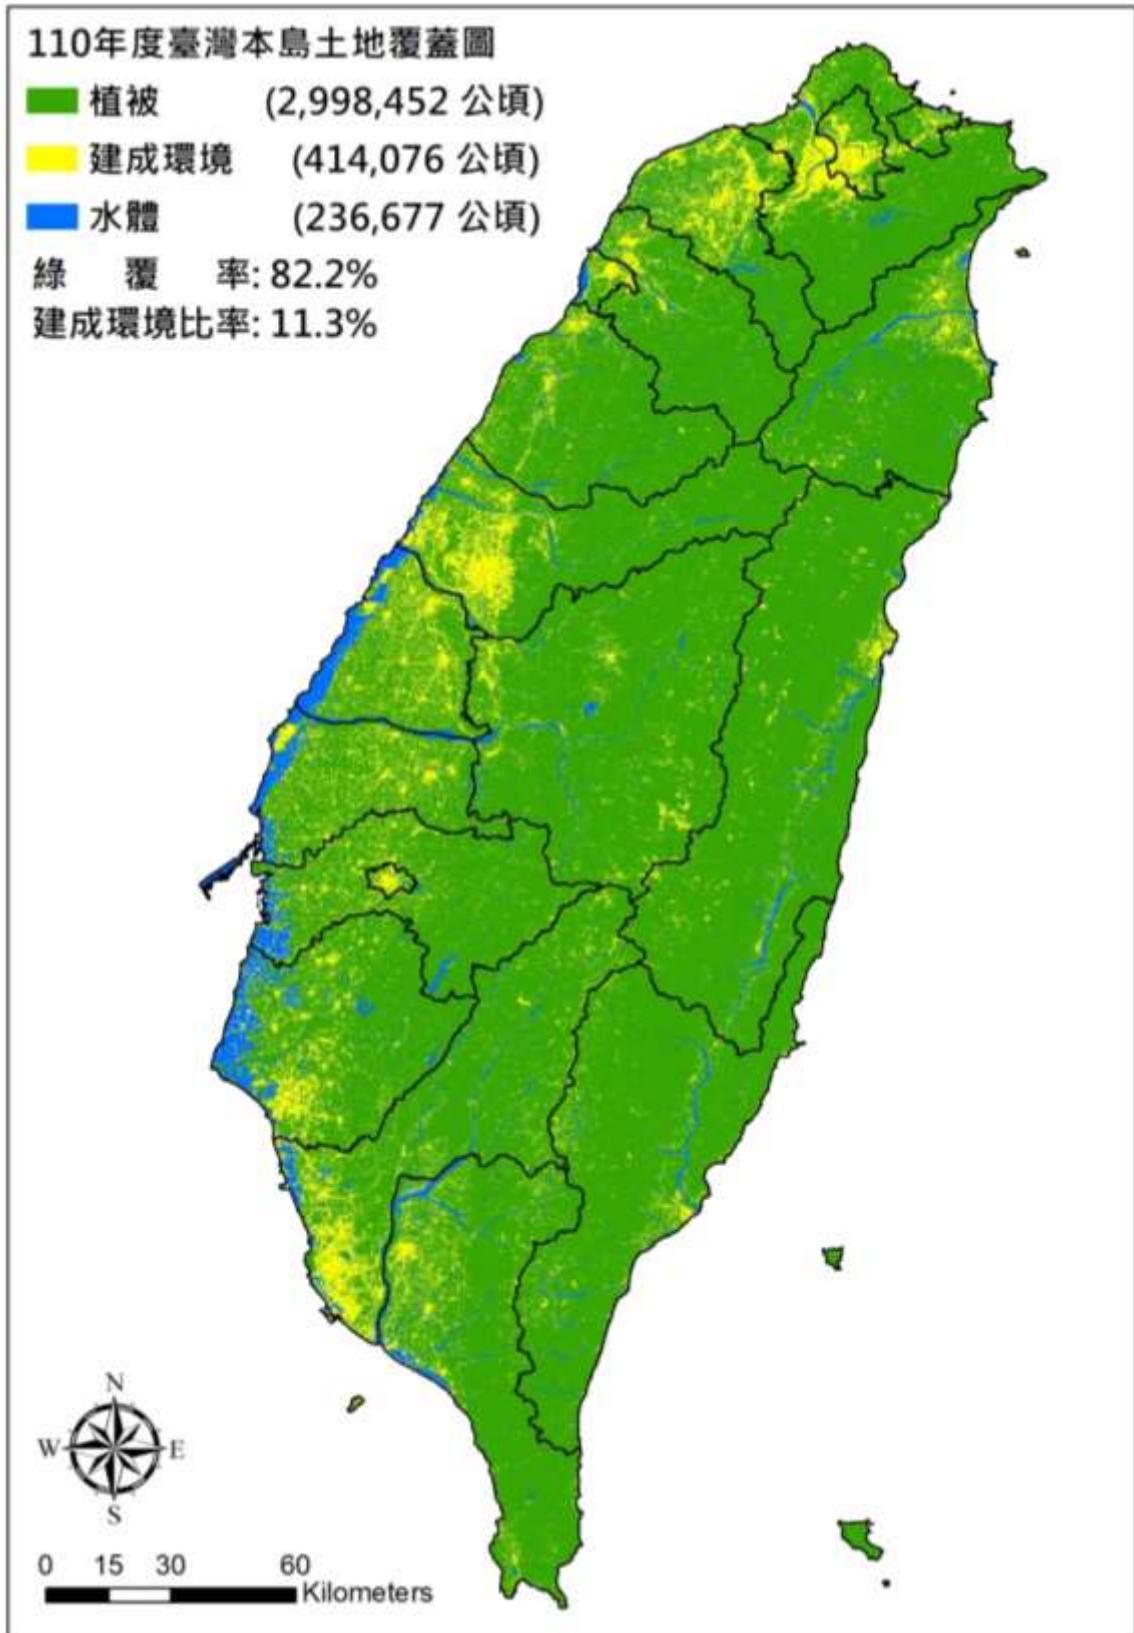 110年度臺灣本島土地覆蓋圖
植被 (2,998,452 公頃)
建成環境 (414,076 公頃)
水體 (236,677 公頃)
綠 覆 率: 82.2%
建成環境比率: 11.3%
N
W E
S
0 15 30 60
Kilometers